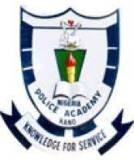 NIGERIA
POLICE ACADEMY
KANO
KNOWLEDGE FOR SERVICE